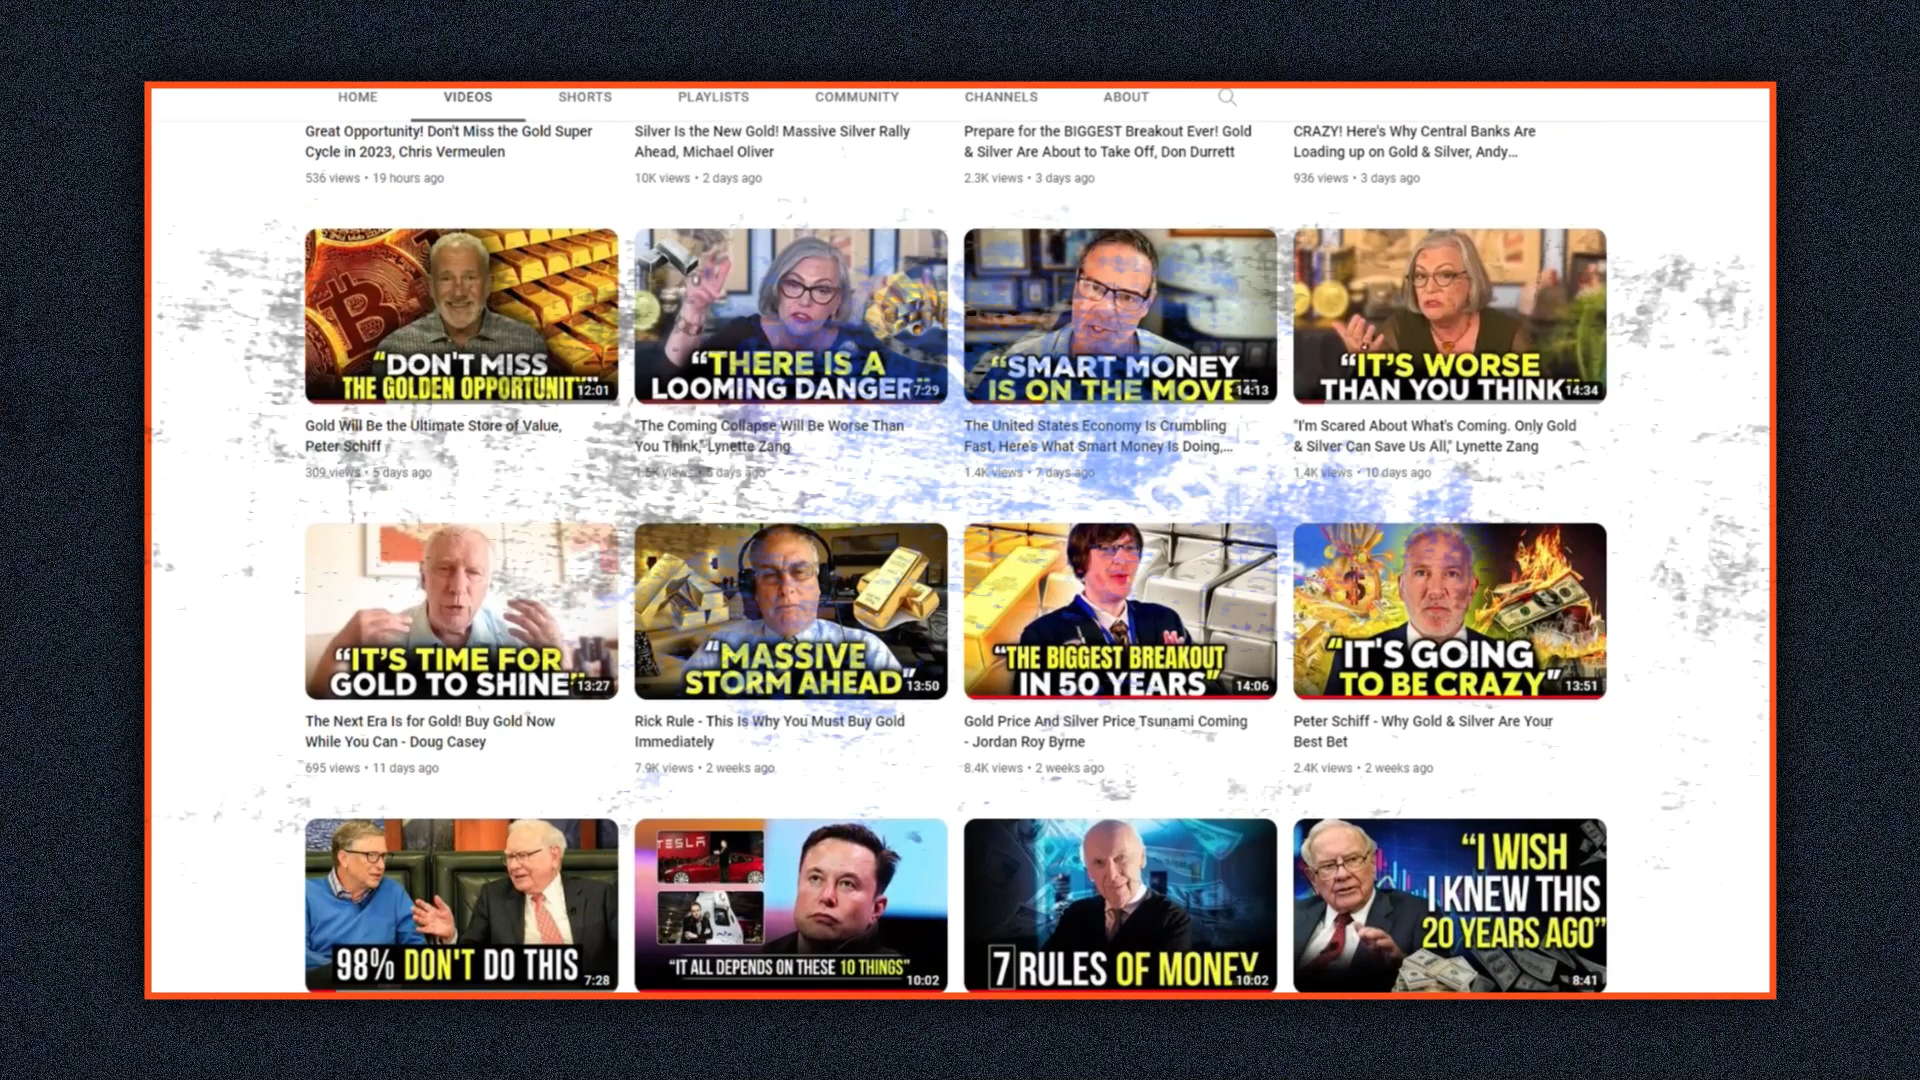 HOME VIDEOS SHORTS PLAYLISTS COMMUNITY CHANNELS ABOUT
Great Opportunity! Don't Miss the Gold Super
Cycle in 2023, Chris Vermeulen
536 views • 19 hours ago
Silver Is the New Gold! Massive Silver Rally
Ahead, Michael Oliver
10K views • 2 days ago
Prepare for the BIGGEST Breakout Ever! Gold
& Silver Are About to Take Off, Don Durrett
2.3K views • 3 days ago
CRAZY! Here's Why Central Banks Are
Loading up on Gold & Silver, Andy...
936 views • 3 days ago
“DON'T MISS
THE GOLDEN OPPORTUNITY”
12:01
Gold Will Be the Ultimate Store of Value,
Peter Schiff
309 views • 5 days ago
“THERE IS A
LOOMING DANGER”
7:29
"The Coming Collapse Will Be Worse Than
You Think," Lynette Zang
1.5K views • 6 days ago
“SMART MONEY
IS ON THE MOVE”
14:13
The United States Economy Is Crumbling
Fast, Here's What Smart Money Is Doing,...
1.4K views • 7 days ago
“IT'S WORSE
THAN YOU THINK”
14:34
"I'm Scared About What's Coming. Only Gold
& Silver Can Save Us All," Lynette Zang
1.4K views • 10 days ago
“IT'S TIME FOR
GOLD TO SHINE”
13:27
The Next Era Is for Gold! Buy Gold Now
While You Can - Doug Casey
695 views • 11 days ago
“MASSIVE
STORM AHEAD”
13:50
Rick Rule - This Is Why You Must Buy Gold
Immediately
7.9K views • 2 weeks ago
“THE BIGGEST BREAKOUT
IN 50 YEARS”
14:06
Gold Price And Silver Price Tsunami Coming
- Jordan Roy Byrne
8.4K views • 2 weeks ago
“IT'S GOING
TO BE CRAZY”
13:51
Peter Schiff - Why Gold & Silver Are Your
Best Bet
2.4K views • 2 weeks ago
98% DON'T DO THIS
7:28
TESLA
“IT ALL DEPENDS ON THESE 10 THINGS”
10:02
7 RULES OF MONEY
10:02
“I WISH
I KNEW THIS
20 YEARS AGO”
8:41